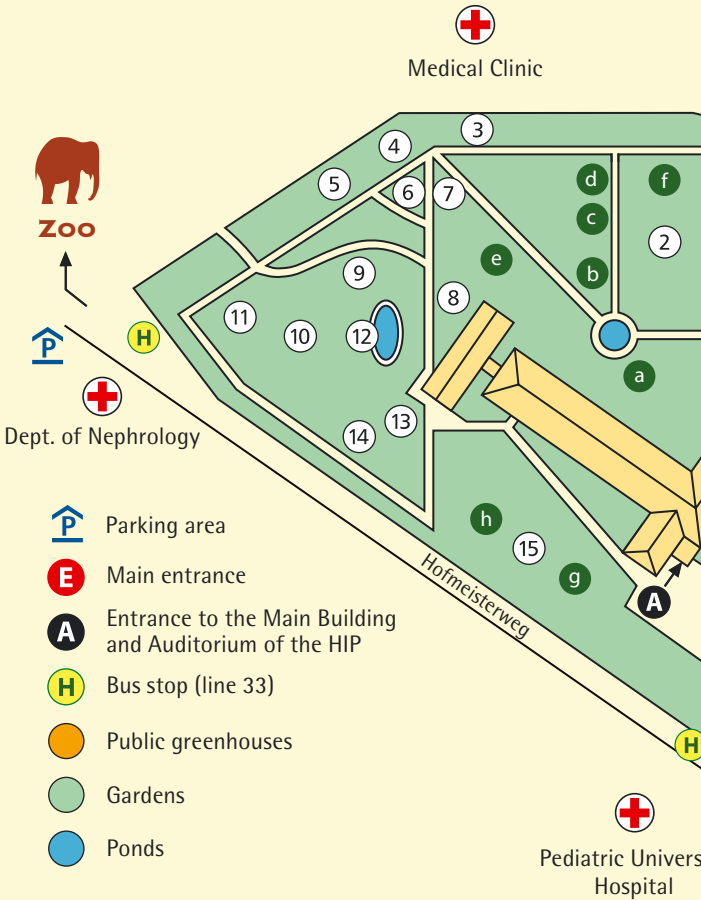 Medical Clinic
3
4
5
6
7
d
f
c
2
Zoo
e
9
b
8
11
10
12
H
P
a
Dept. of Nephrology
13
14
h
15
g
Hofmeisterweg
A
P Parking area
E Main entrance
A Entrance to the Main Building
and Auditorium of the HIP
H Bus stop (line 33)
Public greenhouses
H
Gardens
Ponds
Pediatric Univers
Hospital